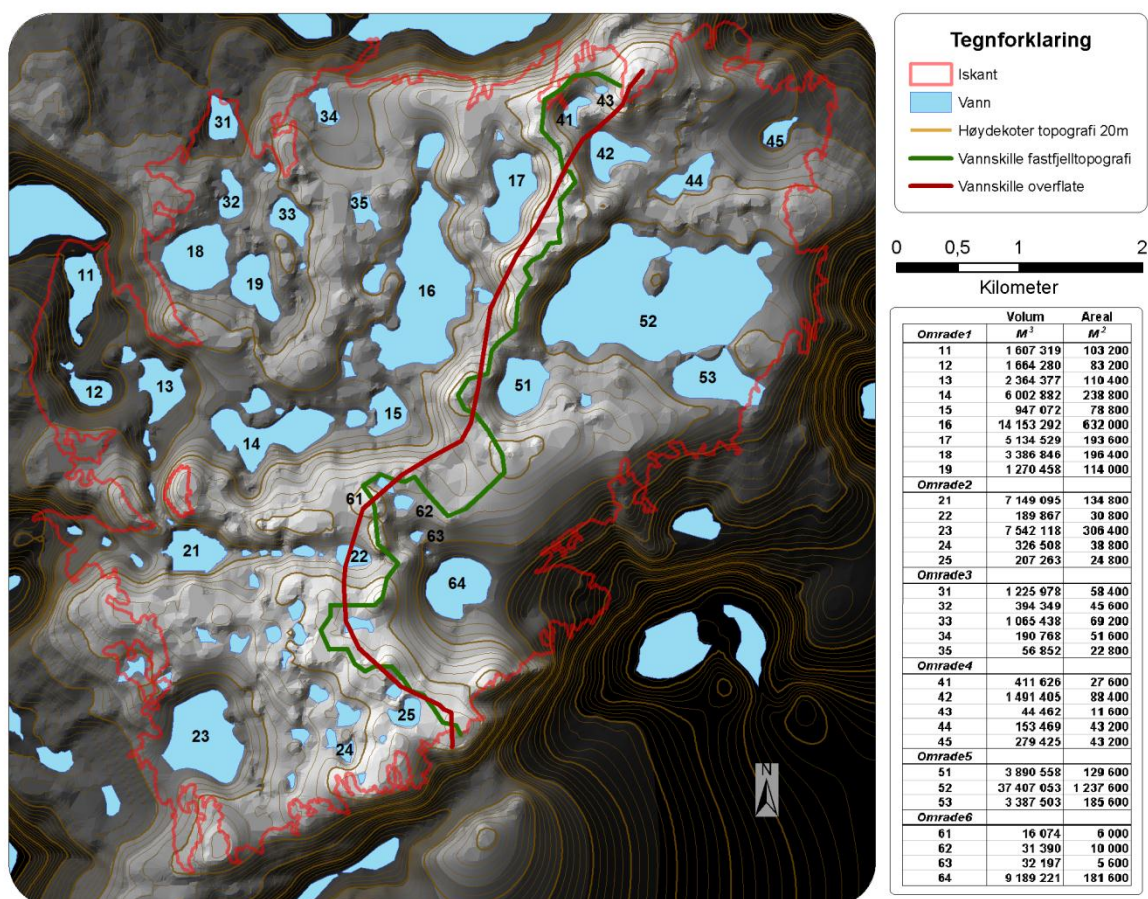 31
34
41
43
45
42
17
44
32
33
35
18
11
19
16
52
12
13
51
53
15
14
61
62
21
22
63
64
25
23
24
N
Tegnforklaring
Iskant
Vann
Høydekoter topografi 20m
Vannskille fastfjelltopografi
Vannskille overflate
0 0,5 1 2
Kilometer
Volum Areal
Omrade1 M³ M²
11 1 607 319 103 200
12 1 664 280 83 200
13 2 364 377 110 400
14 6 002 882 238 800
15 947 072 78 800
16 14 153 292 632 000
17 5 134 529 193 600
18 3 386 846 196 400
19 1 270 458 114 000
Omrade2
21 7 149 095 134 800
22 189 867 30 800
23 7 542 118 306 400
24 326 508 38 800
25 207 263 24 800
Omrade3
31 1 225 978 58 400
32 394 349 45 600
33 1 065 438 69 200
34 190 768 51 600
35 56 852 22 800
Omrade4
41 411 626 27 600
42 1 491 405 88 400
43 44 462 11 600
44 153 469 43 200
45 279 425 43 200
Omrade5
51 3 890 558 129 600
52 37 407 053 1 237 600
53 3 387 503 185 600
Omrade6
61 16 074 6 000
62 31 390 10 000
63 32 197 5 600
64 9 189 221 181 600